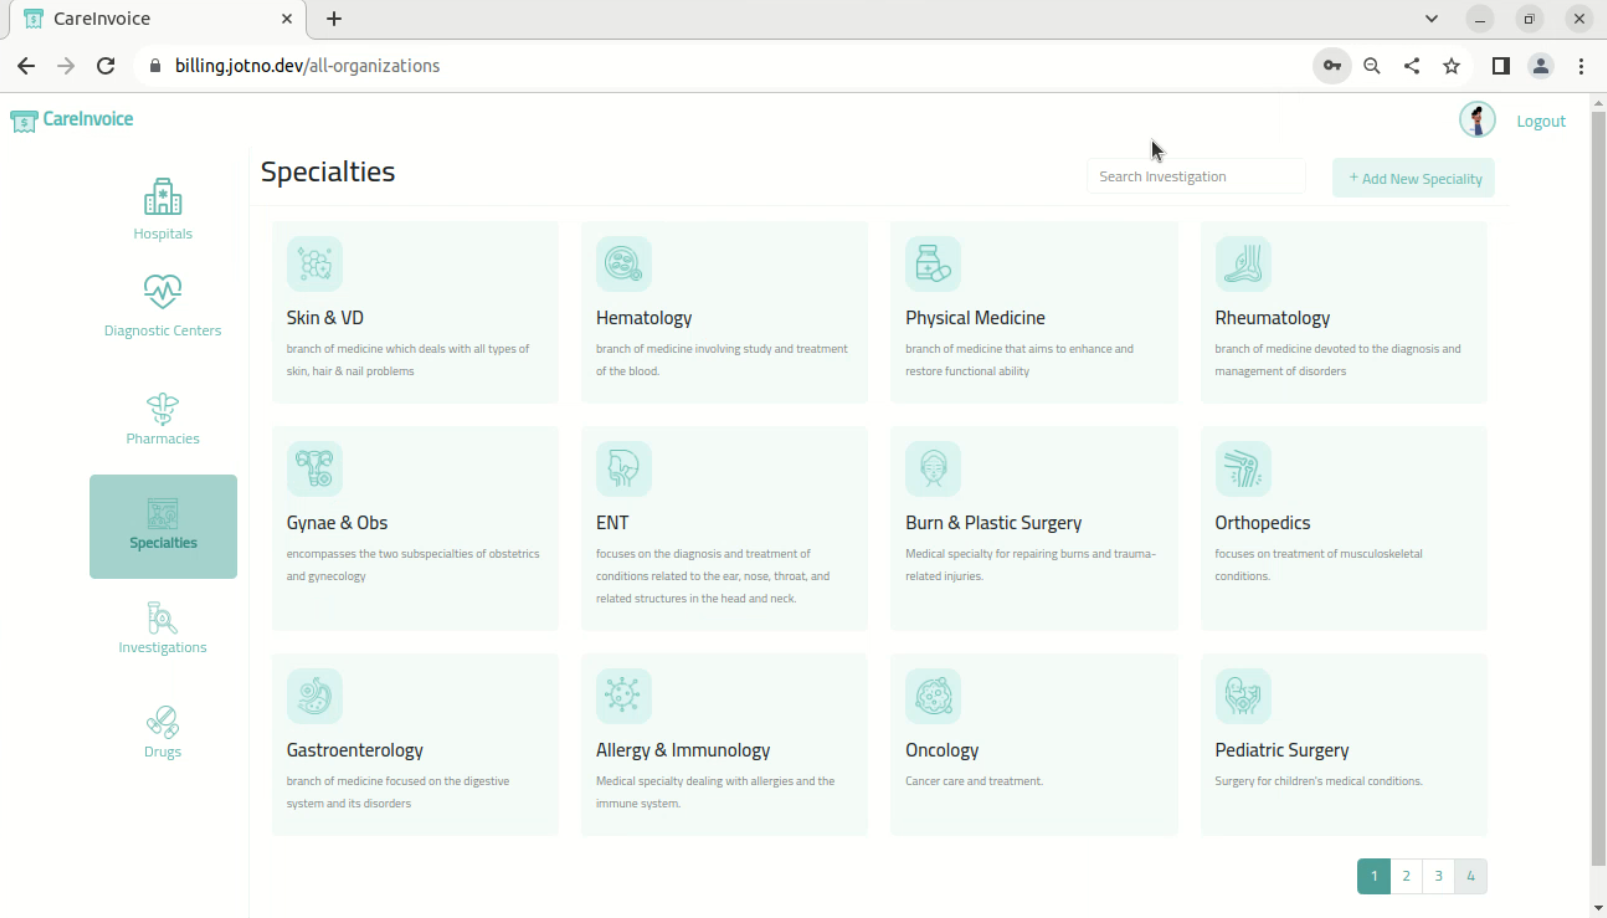 CareInvoice
billing.jotno.dev/all-organizations
CareInvoice
Logout
Hospitals
Diagnostic Centers
Pharmacies
Specialties
Investigations
Drugs
Specialties
Search Investigation
+ Add New Speciality
Skin & VD
branch of medicine which deals with all types of
skin, hair & nail problems
Hematology
branch of medicine involving study and treatment
of the blood.
Physical Medicine
branch of medicine that aims to enhance and
restore functional ability
Rheumatology
branch of medicine devoted to the diagnosis and
management of disorders
Gynae & Obs
encompasses the two subspecialties of obstetrics
and gynecology
ENT
focuses on the diagnosis and treatment of
conditions related to the ear, nose, throat, and
related structures in the head and neck.
Burn & Plastic Surgery
Medical specialty for repairing burns and trauma-
related injuries.
Orthopedics
focuses on treatment of musculoskeletal
conditions.
Gastroenterology
branch of medicine focused on the digestive
system and its disorders
Allergy & Immunology
Medical specialty dealing with allergies and the
immune system.
Oncology
Cancer care and treatment.
Pediatric Surgery
Surgery for children's medical conditions.
1 2 3 4